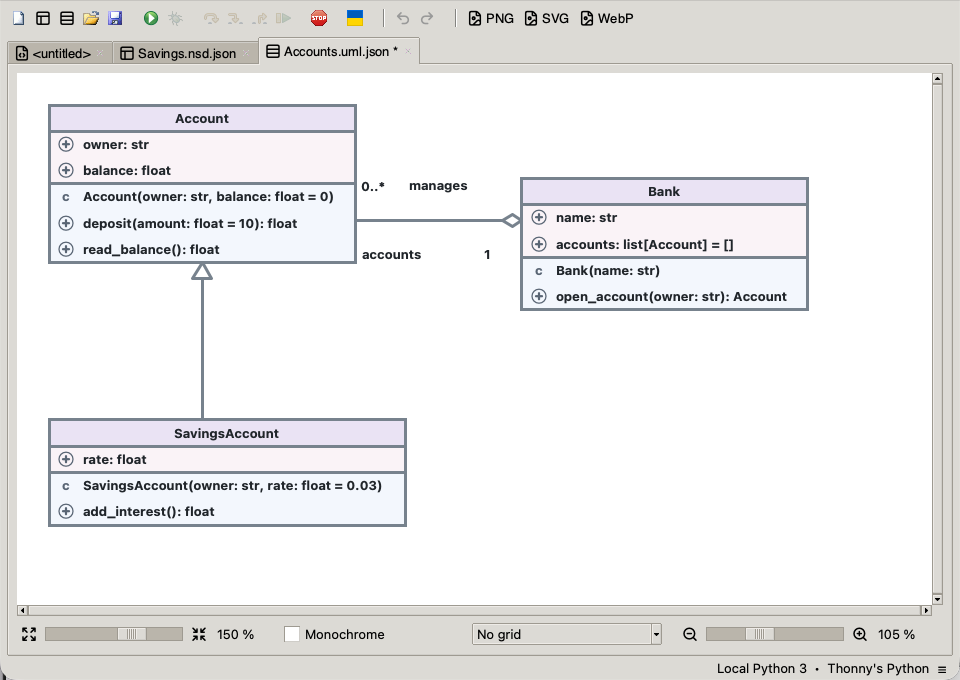 STOP PNG SVG WebP
<untitled> Savings.nsd.json Accounts.uml.json *
Account
owner: str
balance: float
c Account(owner: str, balance: float = 0)
deposit(amount: float = 10): float
read_balance(): float
0..* manages
accounts 1
Bank
name: str
accounts: list[Account] = []
c Bank(name: str)
open_account(owner: str): Account
SavingsAccount
rate: float
c SavingsAccount(owner: str, rate: float = 0.03)
add_interest(): float
150 % Monochrome No grid 105 %
Local Python 3 • Thonny's Python ≡